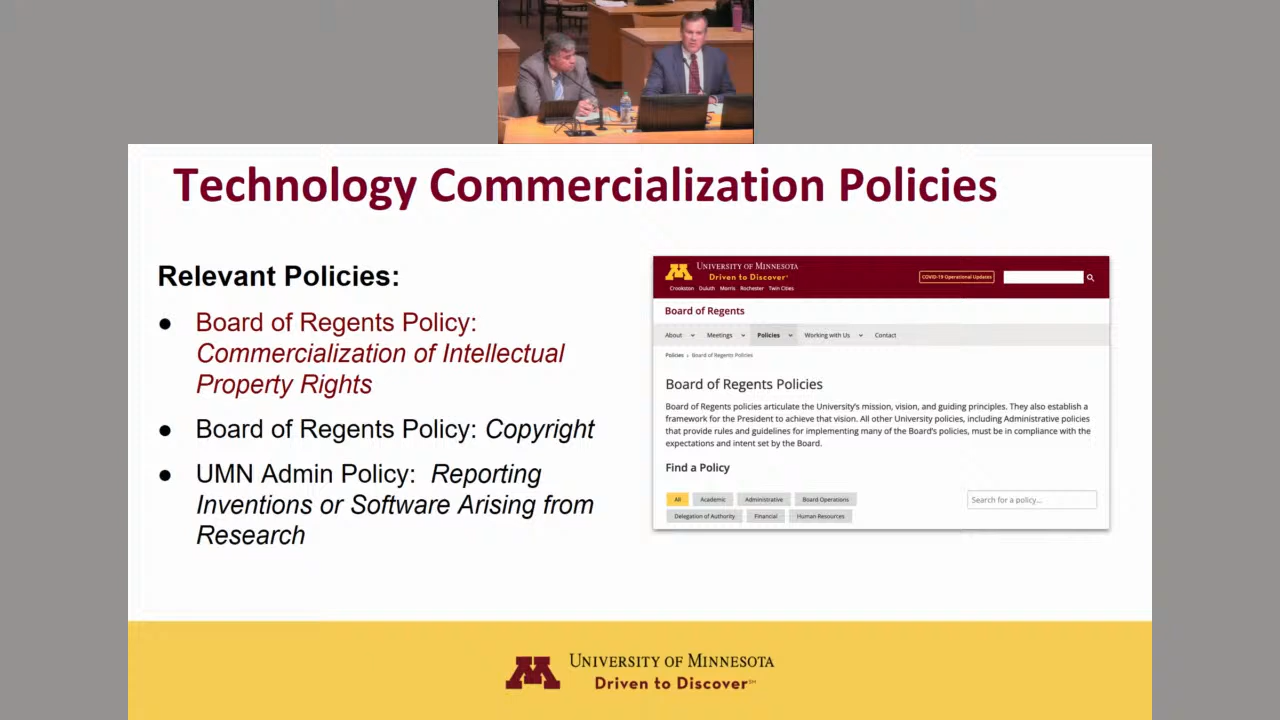 Technology Commercialization Policies
Relevant Policies:
● Board of Regents Policy:
Commercialization of Intellectual
Property Rights
● Board of Regents Policy: Copyright
● UMN Admin Policy: Reporting
Inventions or Software Arising from
Research
UNIVERSITY OF MINNESOTA
Driven to Discover
Crookston Duluth Morris Rochester Twin Cities
COVID-19 Operational Updates
Board of Regents
About Meetings Policies Working with Us Contact
Policies › Board of Regents Policies
Board of Regents Policies
Board of Regents policies articulate the University's mission, vision, and guiding principles. They also establish a
framework for the President to achieve that vision. All other University policies, including Administrative policies
that provide rules and guidelines for implementing many of the Board's policies, must be in compliance with the
expectations and intent set by the Board.
Find a Policy
All Academic Administrative Board Operations
Search for a policy...
Delegation of Authority Financial Human Resources
UNIVERSITY OF MINNESOTA
Driven to Discover℠